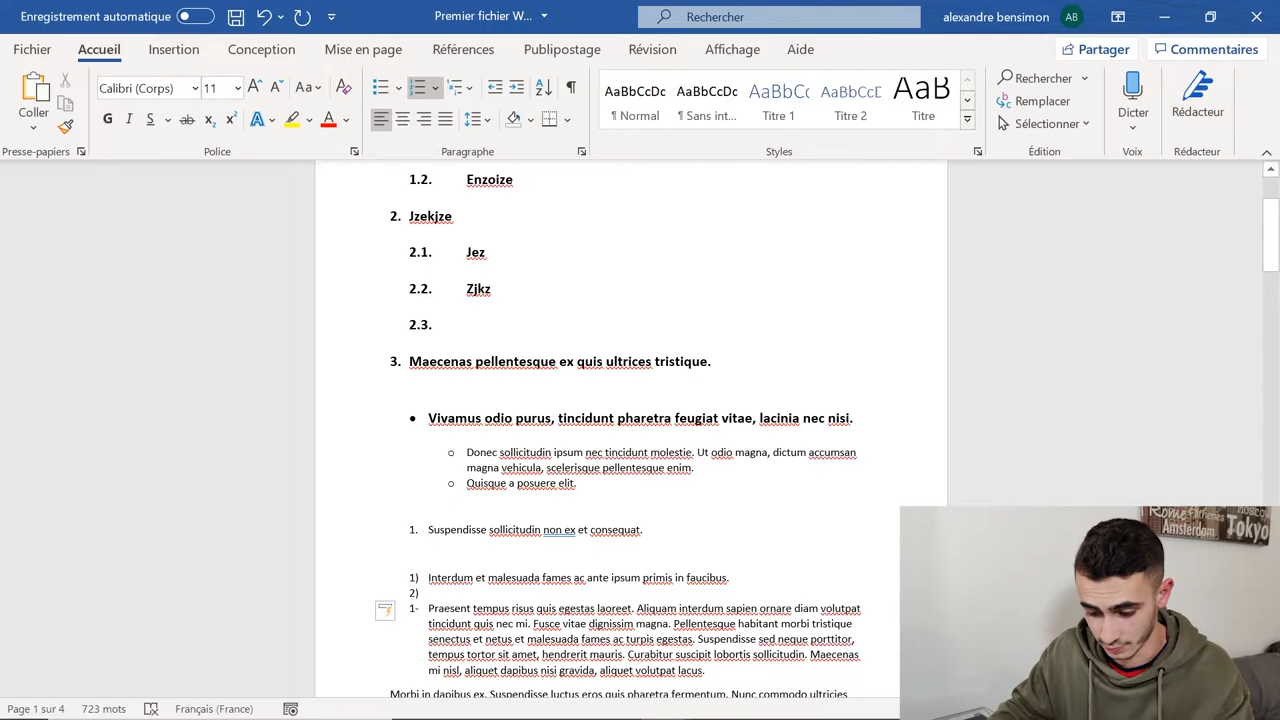 Enregistrement automatique
Premier fichier W...
Rechercher
alexandre bensimon
AB
Fichier
Accueil
Insertion
Conception
Mise en page
Références
Publipostage
Révision
Affichage
Aide
Partager
Commentaires
Coller
Presse-papiers
Calibri (Corps)
11
Aa
G I S ab x2 x2 A A
Police
Paragraphe
AaBbCcDc
AaBbCcDc
AaBbCc
AaBbCcD
AaB
¶ Normal
¶ Sans int...
Titre 1
Titre 2
Titre
Styles
Rechercher
Remplacer
Sélectionner
Édition
Dicter
Voix
Rédacteur
Rédacteur
1.2. Enzoize
2. Jzekjze
2.1. Jez
2.2. Zjkz
2.3.
3. Maecenas pellentesque ex quis ultrices tristique.
• Vivamus odio purus, tincidunt pharetra feugiat vitae, lacinia nec nisi.
o Donec sollicitudin ipsum nec tincidunt molestie. Ut odio magna, dictum accumsan
magna vehicula, scelerisque pellentesque enim.
o Quisque a posuere elit.
1. Suspendisse sollicitudin non ex et consequat.
1) Interdum et malesuada fames ac ante ipsum primis in faucibus.
2)
1- Praesent tempus risus quis egestas laoreet. Aliquam interdum sapien ornare diam volutpat
tincidunt quis nec mi. Fusce vitae dignissim magna. Pellentesque habitant morbi tristique
senectus et netus et malesuada fames ac turpis egestas. Suspendisse sed neque porttitor,
tempus tortor sit amet, hendrerit mauris. Curabitur suscipit lobortis sollicitudin. Maecenas
mi nisl, aliquet dapibus nisi gravida, aliquet volutpat lacus.
Morbi in dapibus ex. Suspendisse luctus eros quis pharetra fermentum. Nunc commodo ultricies
Rome
Amsterdam
Moscou
Tokyo
Page 1 sur 4
723 mots
Français (France)